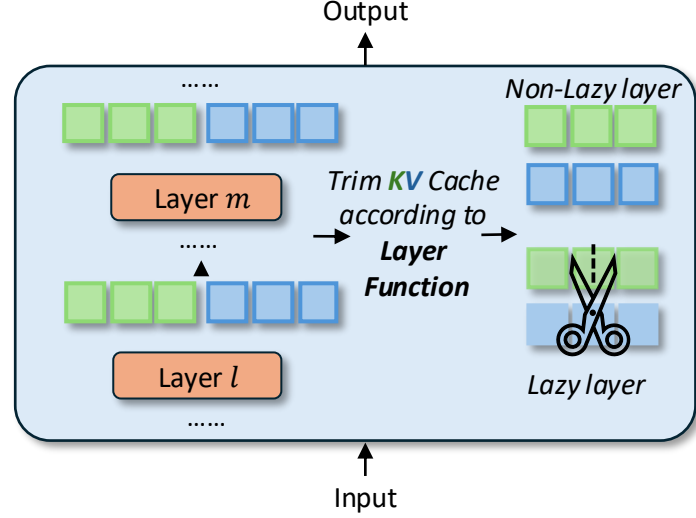 Output
……
Layer m
……
Layer l
……
Trim KV Cache
according to
Layer
Function
Non-Lazy layer
Lazy layer
Input